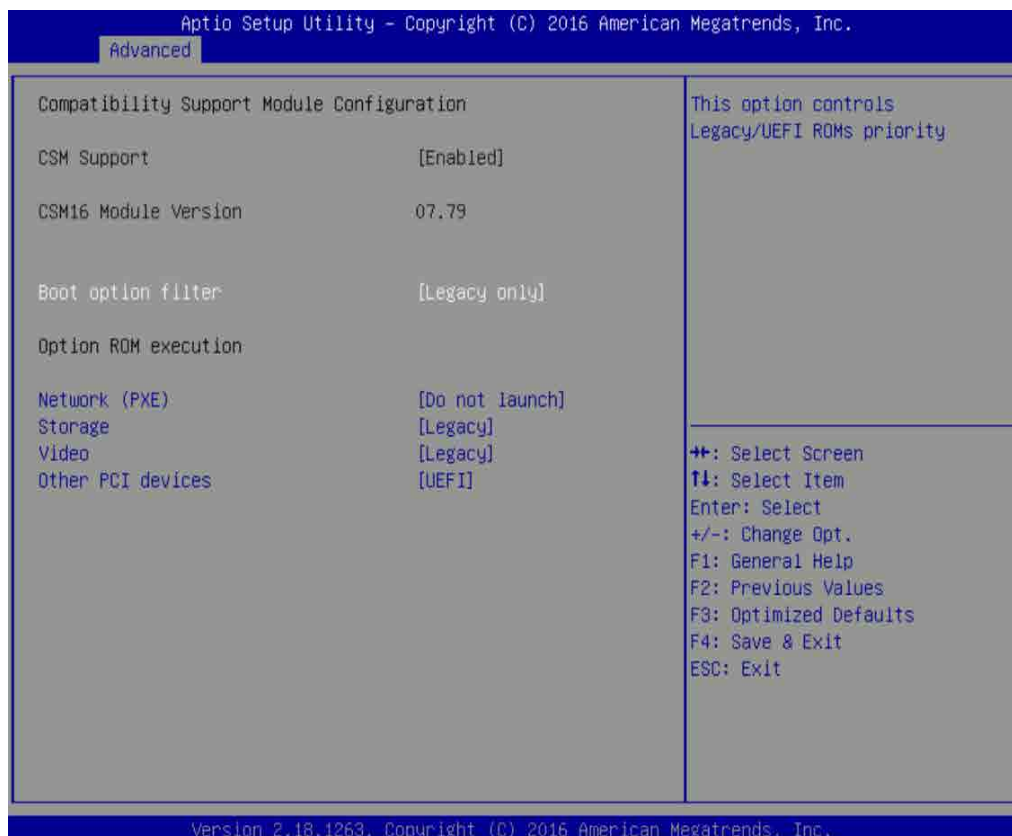 Aptio Setup Utility – Copyright (C) 2016 American Megatrends, Inc.
Advanced
Compatibility Support Module Configuration
CSM Support [Enabled]
CSM16 Module Version 07.79
Boot option filter [Legacy only]
Option ROM execution
Network (PXE) [Do not launch]
Storage [Legacy]
Video [Legacy]
Other PCI devices [UEFI]
This option controls
Legacy/UEFI ROMs priority
→←: Select Screen
↑↓: Select Item
Enter: Select
+/-: Change Opt.
F1: General Help
F2: Previous Values
F3: Optimized Defaults
F4: Save & Exit
ESC: Exit
Version 2.18.1263. Copyright (C) 2016 American Megatrends, Inc.